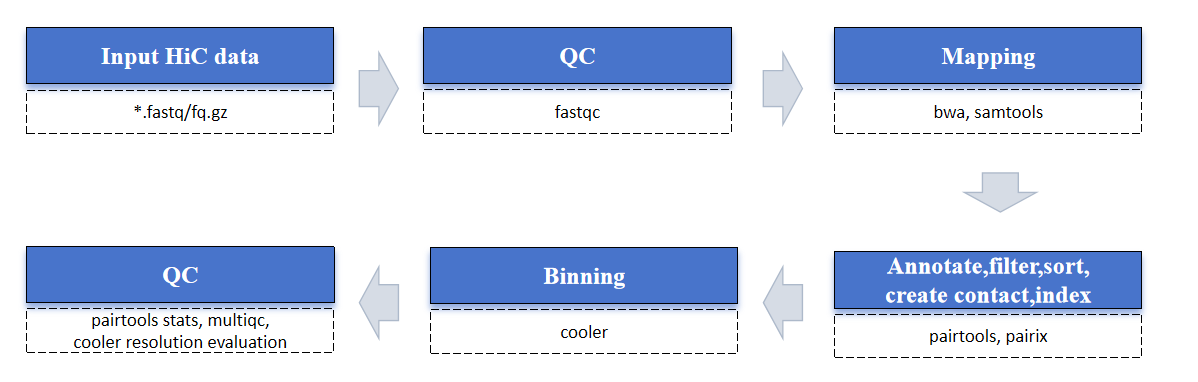 Input HiC data
*.fastq/fq.gz
QC
fastqc
Mapping
bwa, samtools
Annotate,filter,sort,
create contact,index
pairtools, pairix
Binning
cooler
QC
pairtools stats, multiqc,
cooler resolution evaluation